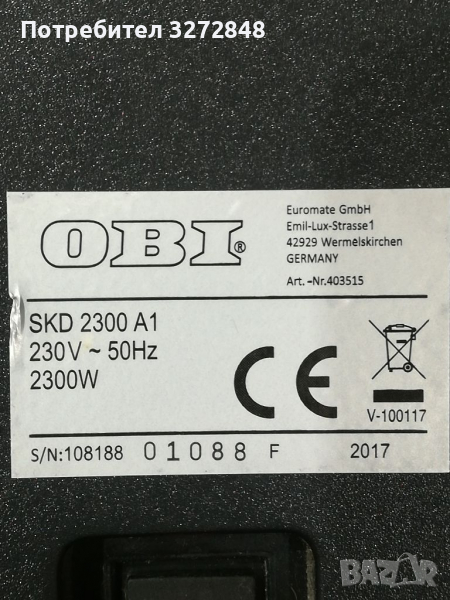 Потребител 3272848
OBI®
Euromate GmbH
Emil-Lux-Strasse1
42929 Wermelskirchen
GERMANY
Art.-Nr.403515
SKD 2300 A1
230V ~ 50Hz
2300W
CE
V-100117
S/N:108188 01088 F 2017
BAZAR